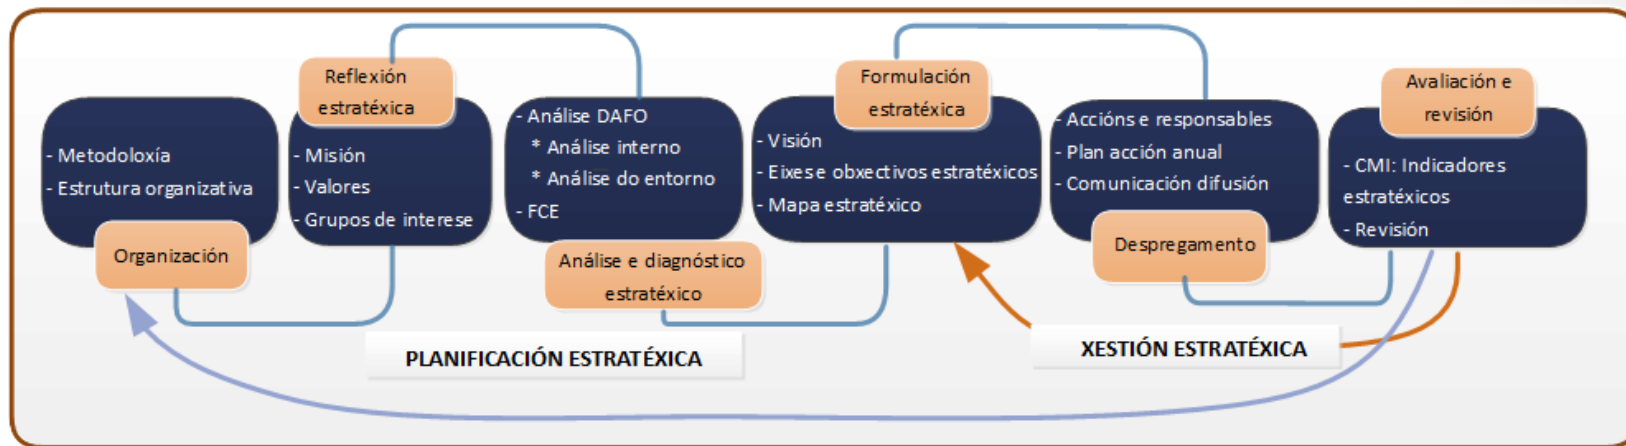 - Metodoloxía
- Estrutura organizativa
Organización
Reflexión
estratéxica
- Misión
- Valores
- Grupos de interese
- Análise DAFO
* Análise interno
* Análise do entorno
- FCE
Análise e diagnóstico
estratéxico
Formulación
estratéxica
- Visión
- Eixes e obxectivos estratéxicos
- Mapa estratéxico
- Accións e responsables
- Plan acción anual
- Comunicación difusión
Despregamento
Avaliación e
revisión
- CMI: Indicadores
estratéxicos
- Revisión
PLANIFICACIÓN ESTRATÉXICA
XESTIÓN ESTRATÉXICA